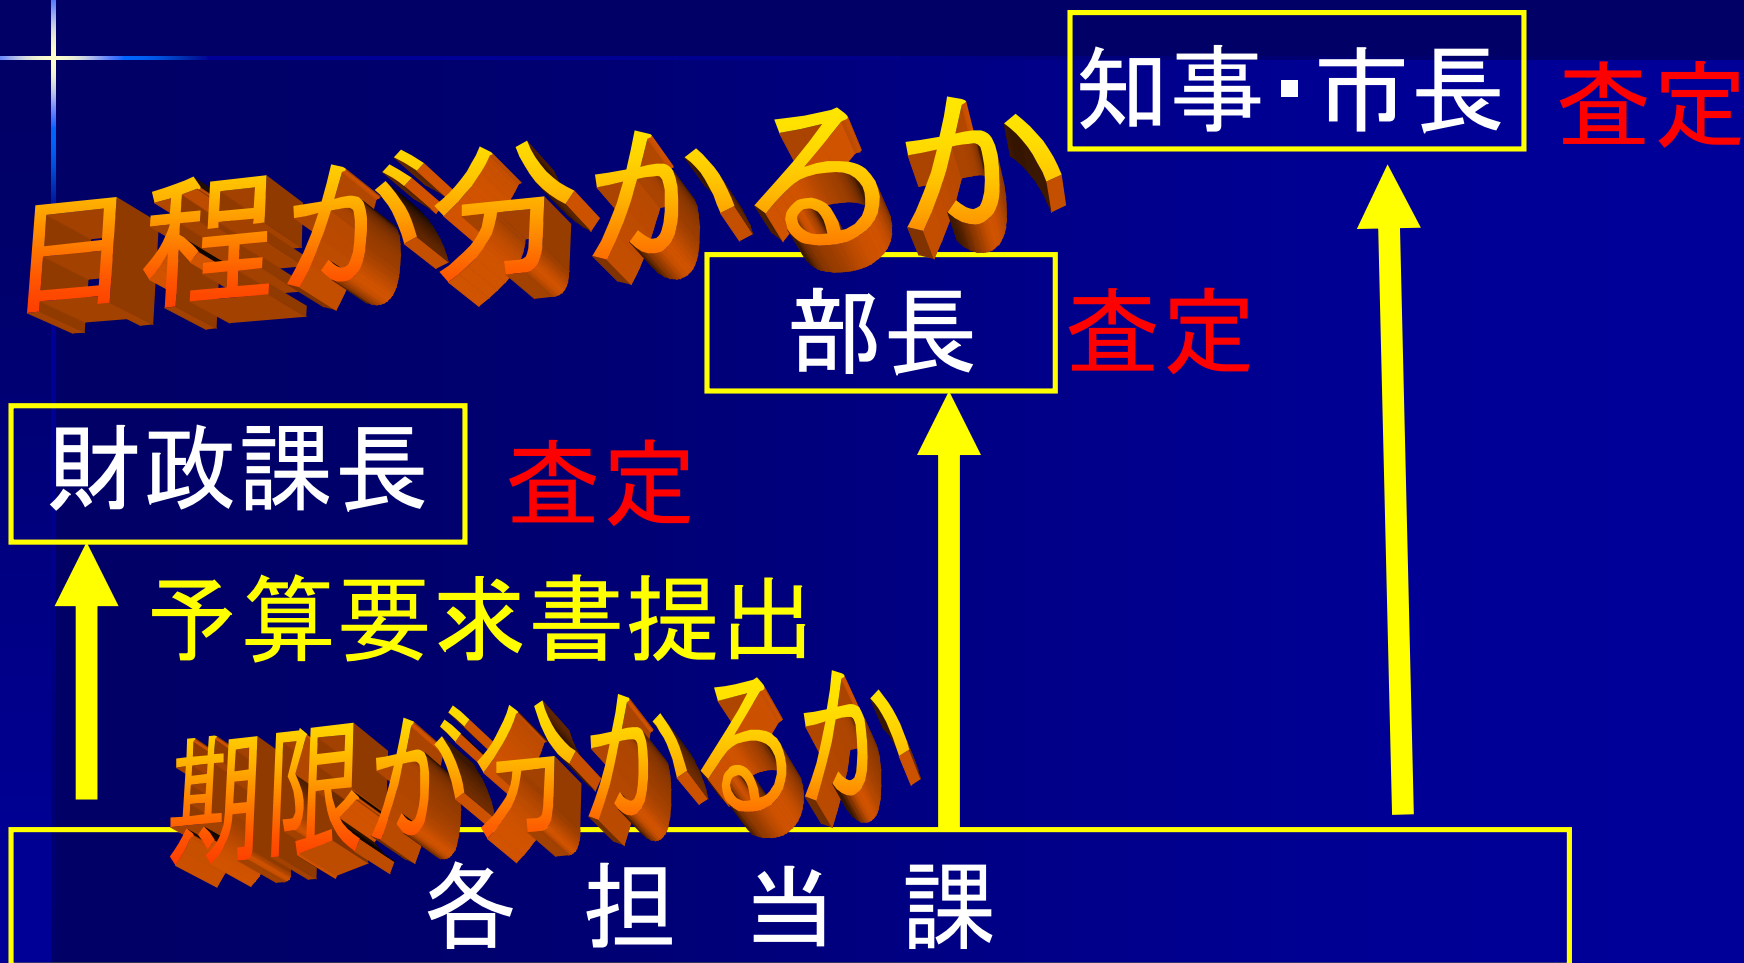 知事・市長
査定
日程が分かるか
部長
査定
財政課長
査定
予算要求書提出
期限が分かるか
各担当課